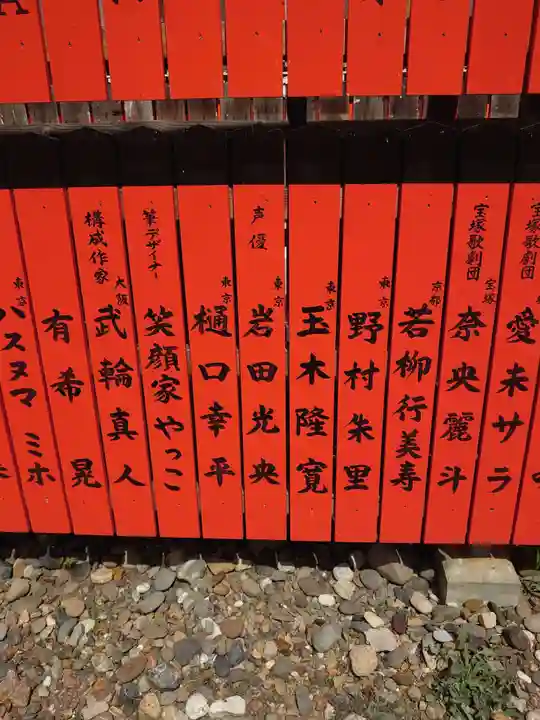 宝塚歌劇団
愛未サラ
宝塚歌劇団
宝塚
奈央麗斗
京都
若柳行美寿
東京
野村朱里
東京
玉木隆寛
声優
東京
岩田光央
東京
樋口幸平
筆デザイナー
笑顔家やっこ
構成作家
大阪
武輪真人
有希晃
東京
ハスヌマミホ